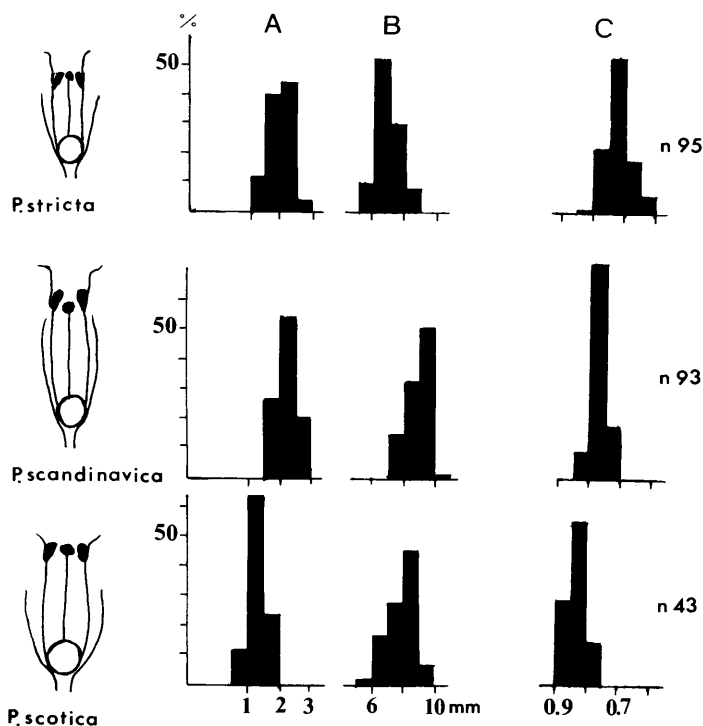 % A B C
50
n 95
P.stricta
50
n 93
P.scandinavica
50
n 43
1 2 3 6 10 mm 0.9 0.7
P.scotica